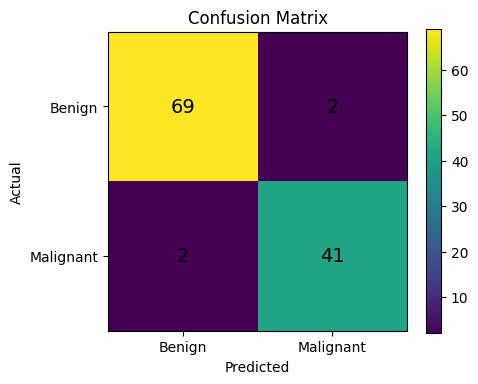 Confusion Matrix
Actual
Benign
69
2
Malignant
2
41
Benign
Malignant
Predicted
60
50
40
30
20
10